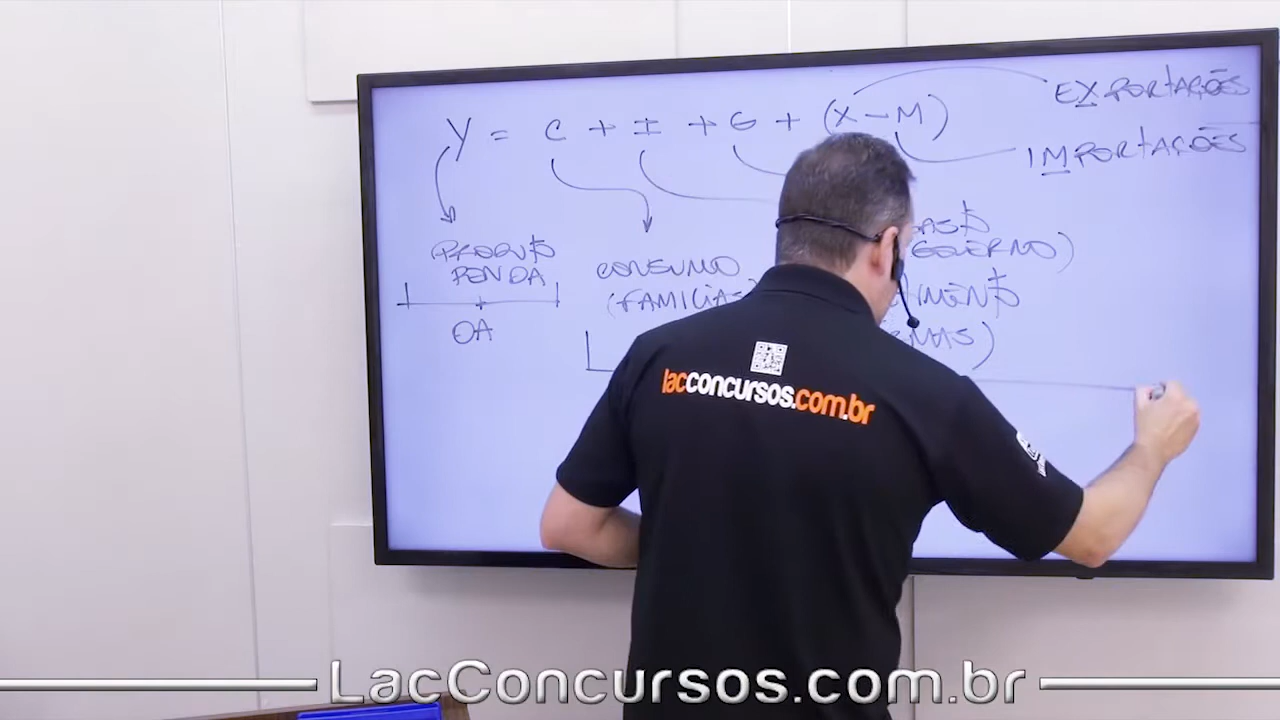 Y = C + I + G + (X - M)
EXPORTAÇÕES
IMPORTAÇÕES
PRODUTO
RENDA
OA
CONSUMO
(FAMÍLIAS
GOVERNO)
lacconcursos.com.br
LacConcursos.com.br